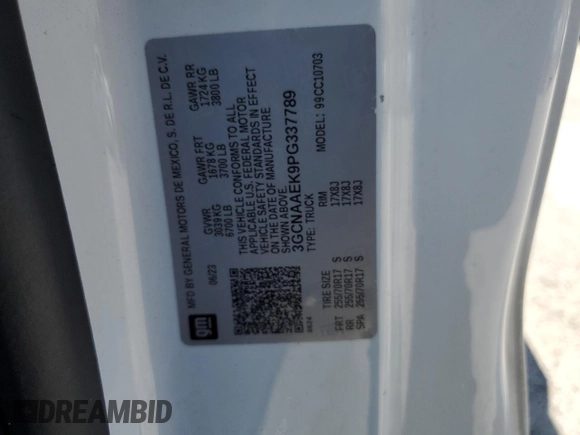 MFD BY GENERAL MOTORS DE MEXICO, S. DE R.L. DE C.V.
06/23
GVWR
3039 KG
6700 LB
GAWR FRT
1678 KG
3700 LB
GAWR RR
1724 KG
3800 LB
THIS VEHICLE CONFORMS TO ALL
APPLICABLE U.S. FEDERAL MOTOR
VEHICLE SAFETY STANDARDS IN EFFECT
ON THE DATE OF MANUFACTURE
SHOWN ABOVE.
3GCNAAEK9PG337789
TYPE: TRUCK
MODEL: 99CC10703
gm
TIRE SIZE
RIM
FRT 255/70R17 S 17X8J
RR 255/70R17 S 17X8J
SPA 255/70R17 S 17X8J
DREAMBID